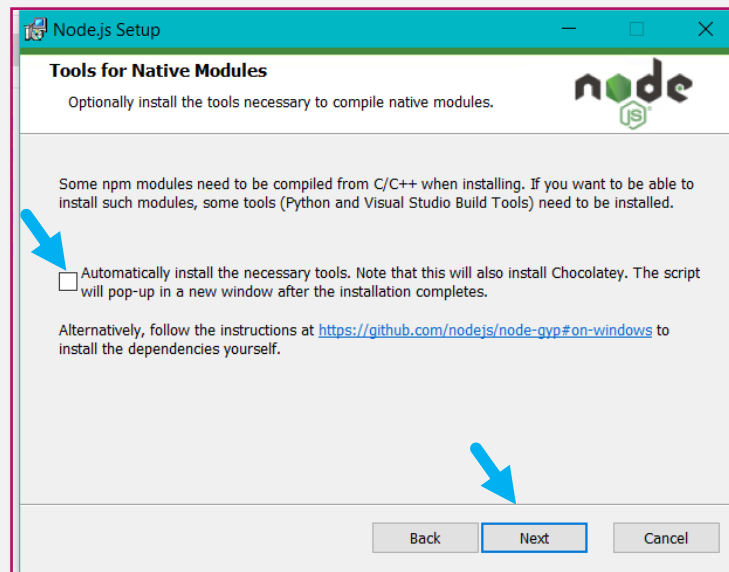 Node.js Setup
Tools for Native Modules
Optionally install the tools necessary to compile native modules.
node
JS
Some npm modules need to be compiled from C/C++ when installing. If you want to be able to
install such modules, some tools (Python and Visual Studio Build Tools) need to be installed.
Automatically install the necessary tools. Note that this will also install Chocolatey. The script
will pop-up in a new window after the installation completes.
Alternatively, follow the instructions at https://github.com/nodejs/node-gyp#on-windows to
install the dependencies yourself.
Back Next Cancel